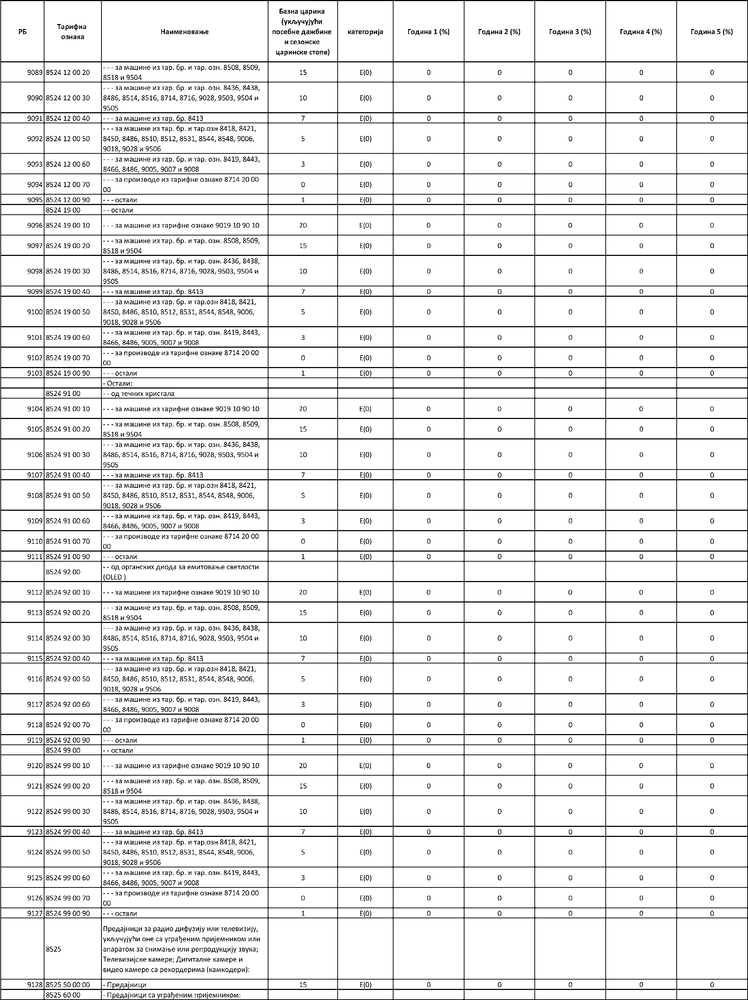 РБ Тарифна ознака Наименовање Базна царина (укључујући посебне дажбине и сезонске царинске стопе) категорија Година 1 (%) Година 2 (%) Година 3 (%) Година 4 (%) Година 5 (%)
9089 8524 12 00 20 - - - за машине из тар. бр. и тар. озн. 8508, 8509, 15 E(0) 0 0 0 0 0
8518 и 9504
9090 8524 12 00 30 - - - за машине из тар. бр. и тар. озн. 8436, 8438, 10 E(0) 0 0 0 0 0
8486, 8514, 8516, 8714, 8716, 9028, 9503, 9504 и
9505
9091 8524 12 00 40 - - - за машине из тар. бр. 8413 7 E(0) 0 0 0 0 0
9092 8524 12 00 50 - - - за машине из тар. бр. и тар.озн 8418, 8421, 5 E(0) 0 0 0 0 0
8450, 8486, 8510, 8512, 8531, 8544, 8548, 9006,
9018, 9028 и 9506
9093 8524 12 00 60 - - - за машине из тар. бр. и тар. озн. 8419, 8443, 3 E(0) 0 0 0 0 0
8466, 8486, 9005, 9007 и 9008
9094 8524 12 00 70 - - - за производе из тарифне ознаке 8714 20 00 0 E(0) 0 0 0 0 0
00
9095 8524 12 00 90 - - - остали 1 E(0) 0 0 0 0 0
8524 19 00 - - остали
9096 8524 19 00 10 - - - за машине из тарифне ознаке 9019 10 90 10 20 E(0) 0 0 0 0 0
9097 8524 19 00 20 - - - за машине из тар. бр. и тар. озн. 8508, 8509, 15 E(0) 0 0 0 0 0
8518 и 9504
9098 8524 19 00 30 - - - за машине из тар. бр. и тар. озн. 8436, 8438, 10 E(0) 0 0 0 0 0
8486, 8514, 8516, 8714, 8716, 9028, 9503, 9504 и
9505
9099 8524 19 00 40 - - - за машине из тар. бр. 8413 7 E(0) 0 0 0 0 0
9100 8524 19 00 50 - - - за машине из тар. бр. и тар.озн 8418, 8421, 5 E(0) 0 0 0 0 0
8450, 8486, 8510, 8512, 8531, 8544, 8548, 9006,
9018, 9028 и 9506
9101 8524 19 00 60 - - - за машине из тар. бр. и тар. озн. 8419, 8443, 3 E(0) 0 0 0 0 0
8466, 8486, 9005, 9007 и 9008
9102 8524 19 00 70 - - - за производе из тарифне ознаке 8714 20 00 0 E(0) 0 0 0 0 0
00
9103 8524 19 00 90 - - - остали 1 E(0) 0 0 0 0 0
- Остали:
8524 91 00 - - од течних кристала
9104 8524 91 00 10 - - - за машине из тарифне ознаке 9019 10 90 10 20 E(0) 0 0 0 0 0
9105 8524 91 00 20 - - - за машине из тар. бр. и тар. озн. 8508, 8509, 15 E(0) 0 0 0 0 0
8518 и 9504
9106 8524 91 00 30 - - - за машине из тар. бр. и тар. озн. 8436, 8438, 10 E(0) 0 0 0 0 0
8486, 8514, 8516, 8714, 8716, 9028, 9503, 9504 и
9505
9107 8524 91 00 40 - - - за машине из тар. бр. 8413 7 E(0) 0 0 0 0 0
9108 8524 91 00 50 - - - за машине из тар. бр. и тар.озн 8418, 8421, 5 E(0) 0 0 0 0 0
8450, 8486, 8510, 8512, 8531, 8544, 8548, 9006,
9018, 9028 и 9506
9109 8524 91 00 60 - - - за машине из тар. бр. и тар. озн. 8419, 8443, 3 E(0) 0 0 0 0 0
8466, 8486, 9005, 9007 и 9008
9110 8524 91 00 70 - - - за производе из тарифне ознаке 8714 20 00 0 E(0) 0 0 0 0 0
00
9111 8524 91 00 90 - - - остали 1 E(0) 0 0 0 0 0
8524 92 00 - - од органских диода за емитовање светлости
(OLED )
9112 8524 92 00 10 - - - за машине из тарифне ознаке 9019 10 90 10 20 E(0) 0 0 0 0 0
9113 8524 92 00 20 - - - за машине из тар. бр. и тар. озн. 8508, 8509, 15 E(0) 0 0 0 0 0
8518 и 9504
9114 8524 92 00 30 - - - за машине из тар. бр. и тар. озн. 8436, 8438, 10 E(0) 0 0 0 0 0
8486, 8514, 8516, 8714, 8716, 9028, 9503, 9504 и
9505
9115 8524 92 00 40 - - - за машине из тар. бр. 8413 7 E(0) 0 0 0 0 0
9116 8524 92 00 50 - - - за машине из тар. бр. и тар.озн 8418, 8421, 5 E(0) 0 0 0 0 0
8450, 8486, 8510, 8512, 8531, 8544, 8548, 9006,
9018, 9028 и 9506
9117 8524 92 00 60 - - - за машине из тар. бр. и тар. озн. 8419, 8443, 3 E(0) 0 0 0 0 0
8466, 8486, 9005, 9007 и 9008
9118 8524 92 00 70 - - - за производе из тарифне ознаке 8714 20 00 0 E(0) 0 0 0 0 0
00
9119 8524 92 00 90 - - - остали 1 E(0) 0 0 0 0 0
8524 99 00 - - остали
9120 8524 99 00 10 - - - за машине из тарифне ознаке 9019 10 90 10 20 E(0) 0 0 0 0 0
9121 8524 99 00 20 - - - за машине из тар. бр. и тар. озн. 8508, 8509, 15 E(0) 0 0 0 0 0
8518 и 9504
9122 8524 99 00 30 - - - за машине из тар. бр. и тар. озн. 8436, 8438, 10 E(0) 0 0 0 0 0
8486, 8514, 8516, 8714, 8716, 9028, 9503, 9504 и
9505
9123 8524 99 00 40 - - - за машине из тар. бр. 8413 7 E(0) 0 0 0 0 0
9124 8524 99 00 50 - - - за машине из тар. бр. и тар.озн 8418, 8421, 5 E(0) 0 0 0 0 0
8450, 8486, 8510, 8512, 8531, 8544, 8548, 9006,
9018, 9028 и 9506
9125 8524 99 00 60 - - - за машине из тар. бр. и тар. озн. 8419, 8443, 3 E(0) 0 0 0 0 0
8466, 8486, 9005, 9007 и 9008
9126 8524 99 00 70 - - - за производе из тарифне ознаке 8714 20 00 0 E(0) 0 0 0 0 0
00
9127 8524 99 00 90 - - - остали 1 E(0) 0 0 0 0 0
8525 Предајници за радио дифузију или телевизију,
укључујући оне са уграђеним пријемником или
апаратом за снимање или репродукцију звука;
Телевизијске камере; Дигиталне камере и
видео камере са рекордерима (камкодери):
9128 8525 50 00 00 - Предајници 15 E(0) 0 0 0 0 0
8525 60 00 - Предајници са уграђеним пријемником: